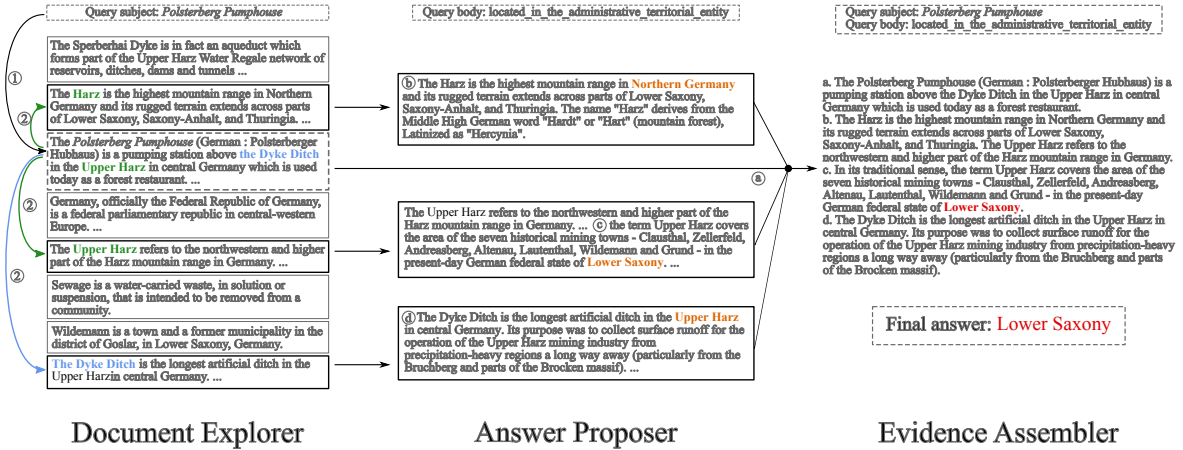 Query subject: Polsterberg Pumphouse
The Sperberhai Dyke is in fact an aqueduct which
forms part of the Upper Harz Water Regale network of
reservoirs, ditches, dams and tunnels ...
①
The Harz is the highest mountain range in Northern
Germany and its rugged terrain extends across parts
of Lower Saxony, Saxony-Anhalt, and Thuringia. ...
②
The Polsterberg Pumphouse (German : Polsterberger
Hubhaus) is a pumping station above the Dyke Ditch
in the Upper Harz in central Germany which is used
today as a forest restaurant. ...
Germany, officially the Federal Republic of Germany,
is a federal parliamentary republic in central-western
Europe. ...
②
The Upper Harz refers to the northwestern and higher
part of the Harz mountain range in Germany. ...
②
Sewage is a water-carried waste, in solution or
suspension, that is intended to be removed from a
community.
Wildemann is a town and a former municipality in the
district of Goslar, in Lower Saxony, Germany.
The Dyke Ditch is the longest artificial ditch in the
Upper Harzin central Germany. ...
Document Explorer
Query body: located_in_the_administrative_territorial_entity
ⓑ The Harz is the highest mountain range in Northern Germany
and its rugged terrain extends across parts of Lower Saxony,
Saxony-Anhalt, and Thuringia. The name "Harz" derives from the
Middle High German word "Hardt" or "Hart" (mountain forest),
Latinized as "Hercynia".
ⓐ
The Upper Harz refers to the northwestern and higher part of the
Harz mountain range in Germany. ... ⓒ the term Upper Harz covers
the area of the seven historical mining towns - Clausthal, Zellerfeld,
Andreasberg, Altenau, Lautenthal, Wildemann and Grund - in the
present-day German federal state of Lower Saxony. ...
ⓓ The Dyke Ditch is the longest artificial ditch in the Upper Harz
in central Germany. Its purpose was to collect surface runoff for the
operation of the Upper Harz mining industry from
precipitation-heavy regions a long way away (particularly from the
Bruchberg and parts of the Brocken massif). ...
Answer Proposer
Query subject: Polsterberg Pumphouse
Query body: located_in_the_administrative_territorial_entity
a. The Polsterberg Pumphouse (German : Polsterberger Hubhaus) is a
pumping station above the Dyke Ditch in the Upper Harz in central
Germany which is used today as a forest restaurant.
b. The Harz is the highest mountain range in Northern Germany and
its rugged terrain extends across parts of Lower Saxony,
Saxony-Anhalt, and Thuringia. The Upper Harz refers to the
northwestern and higher part of the Harz mountain range in Germany.
c. In its traditional sense, the term Upper Harz covers the area of the
seven historical mining towns - Clausthal, Zellerfeld, Andreasberg,
Altenau, Lautenthal, Wildemann and Grund - in the present-day
German federal state of Lower Saxony.
d. The Dyke Ditch is the longest artificial ditch in the Upper Harz in
central Germany. Its purpose was to collect surface runoff for the
operation of the Upper Harz mining industry from precipitation-heavy
regions a long way away (particularly from the Bruchberg and parts
of the Brocken massif).
Final answer: Lower Saxony
Evidence Assembler